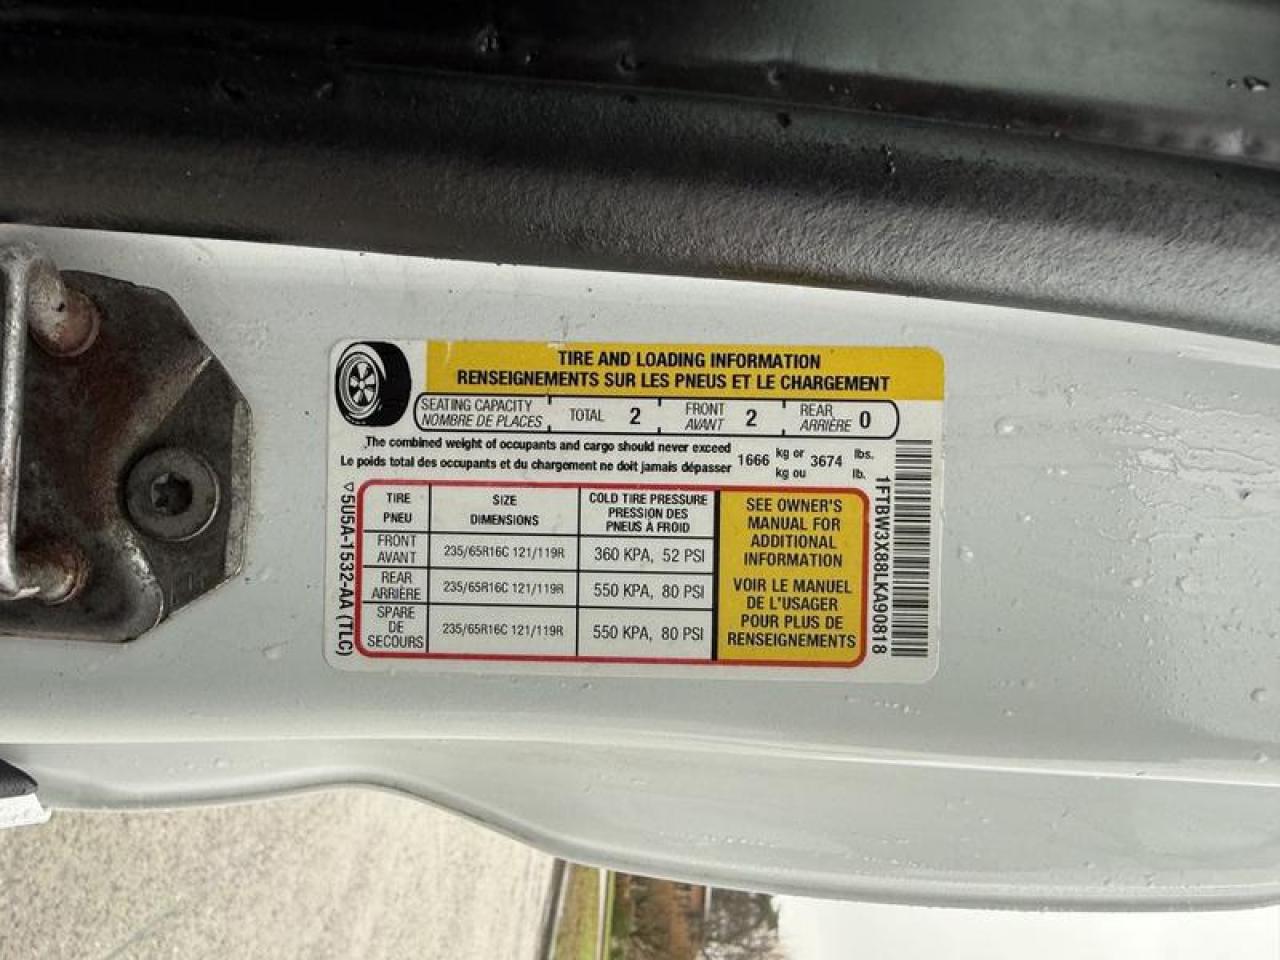 TIRE AND LOADING INFORMATION
RENSEIGNEMENTS SUR LES PNEUS ET LE CHARGEMENT
SEATING CAPACITY TOTAL 2 FRONT 2 REAR 0
NOMBRE DE PLACES AVANT ARRIÈRE
The combined weight of occupants and cargo should never exceed 1666 kg or 3674 lbs.
Le poids total des occupants et du chargement ne doit jamais dépasser kg ou lb.
TIRE SIZE COLD TIRE PRESSURE
PNEU DIMENSIONS PRESSION DES
PNEUS À FROID
FRONT
AVANT 235/65R16C 121/119R 360 KPA, 52 PSI
REAR
ARRIÈRE 235/65R16C 121/119R 550 KPA, 80 PSI
SPARE
DE
SECOURS 235/65R16C 121/119R 550 KPA, 80 PSI
SEE OWNER'S
MANUAL FOR
ADDITIONAL
INFORMATION
VOIR LE MANUEL
DE L'USAGER
POUR PLUS DE
RENSEIGNEMENTS
▽5U5A-1532-AA (TLC)
1FTBW3X88LKA90818